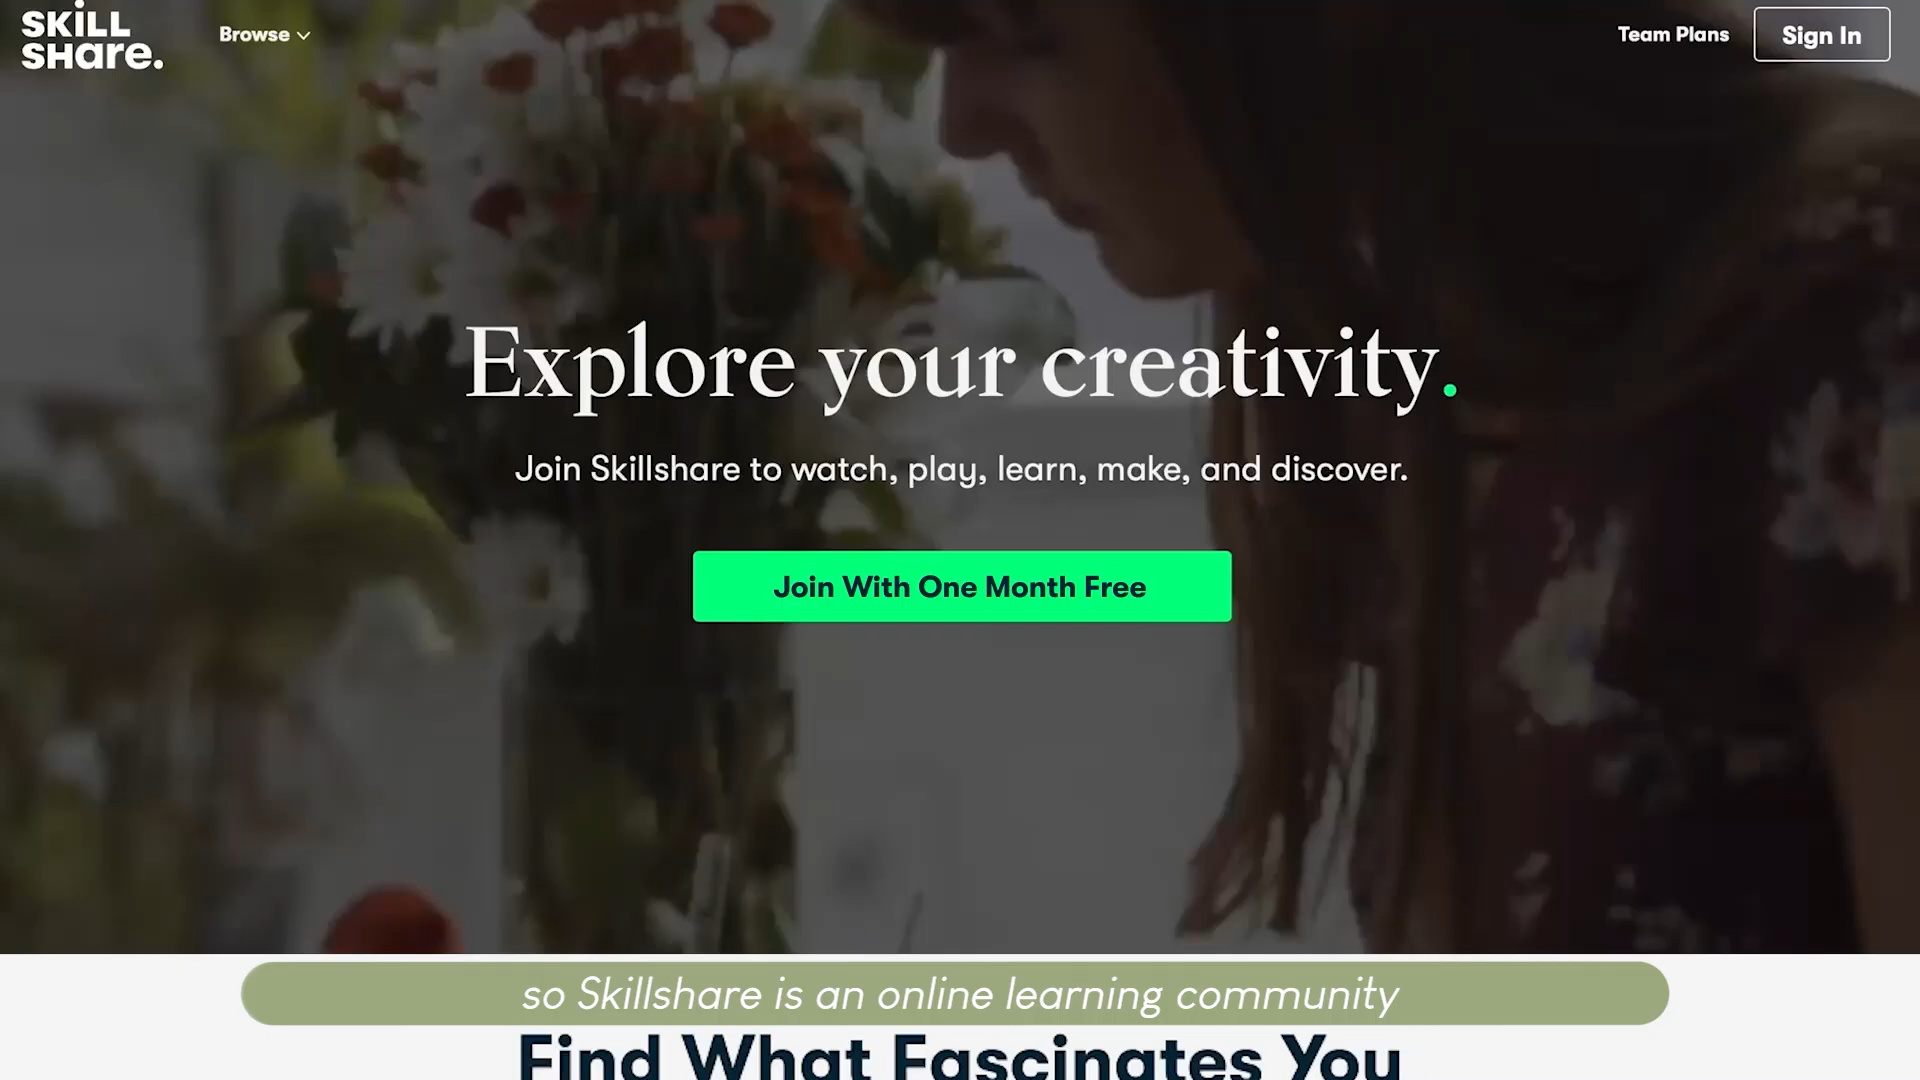 SKILL
SHare.
Browse
Team Plans
Sign In
Explore your creativity.
Join Skillshare to watch, play, learn, make, and discover.
Join With One Month Free
so Skillshare is an online learning community
Find What Fascinates You